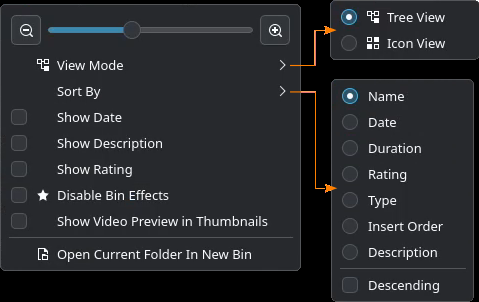 View Mode
Sort By
Show Date
Show Description
Show Rating
Disable Bin Effects
Show Video Preview in Thumbnails
Open Current Folder In New Bin
Tree View
Icon View
Name
Date
Duration
Rating
Type
Insert Order
Description
Descending